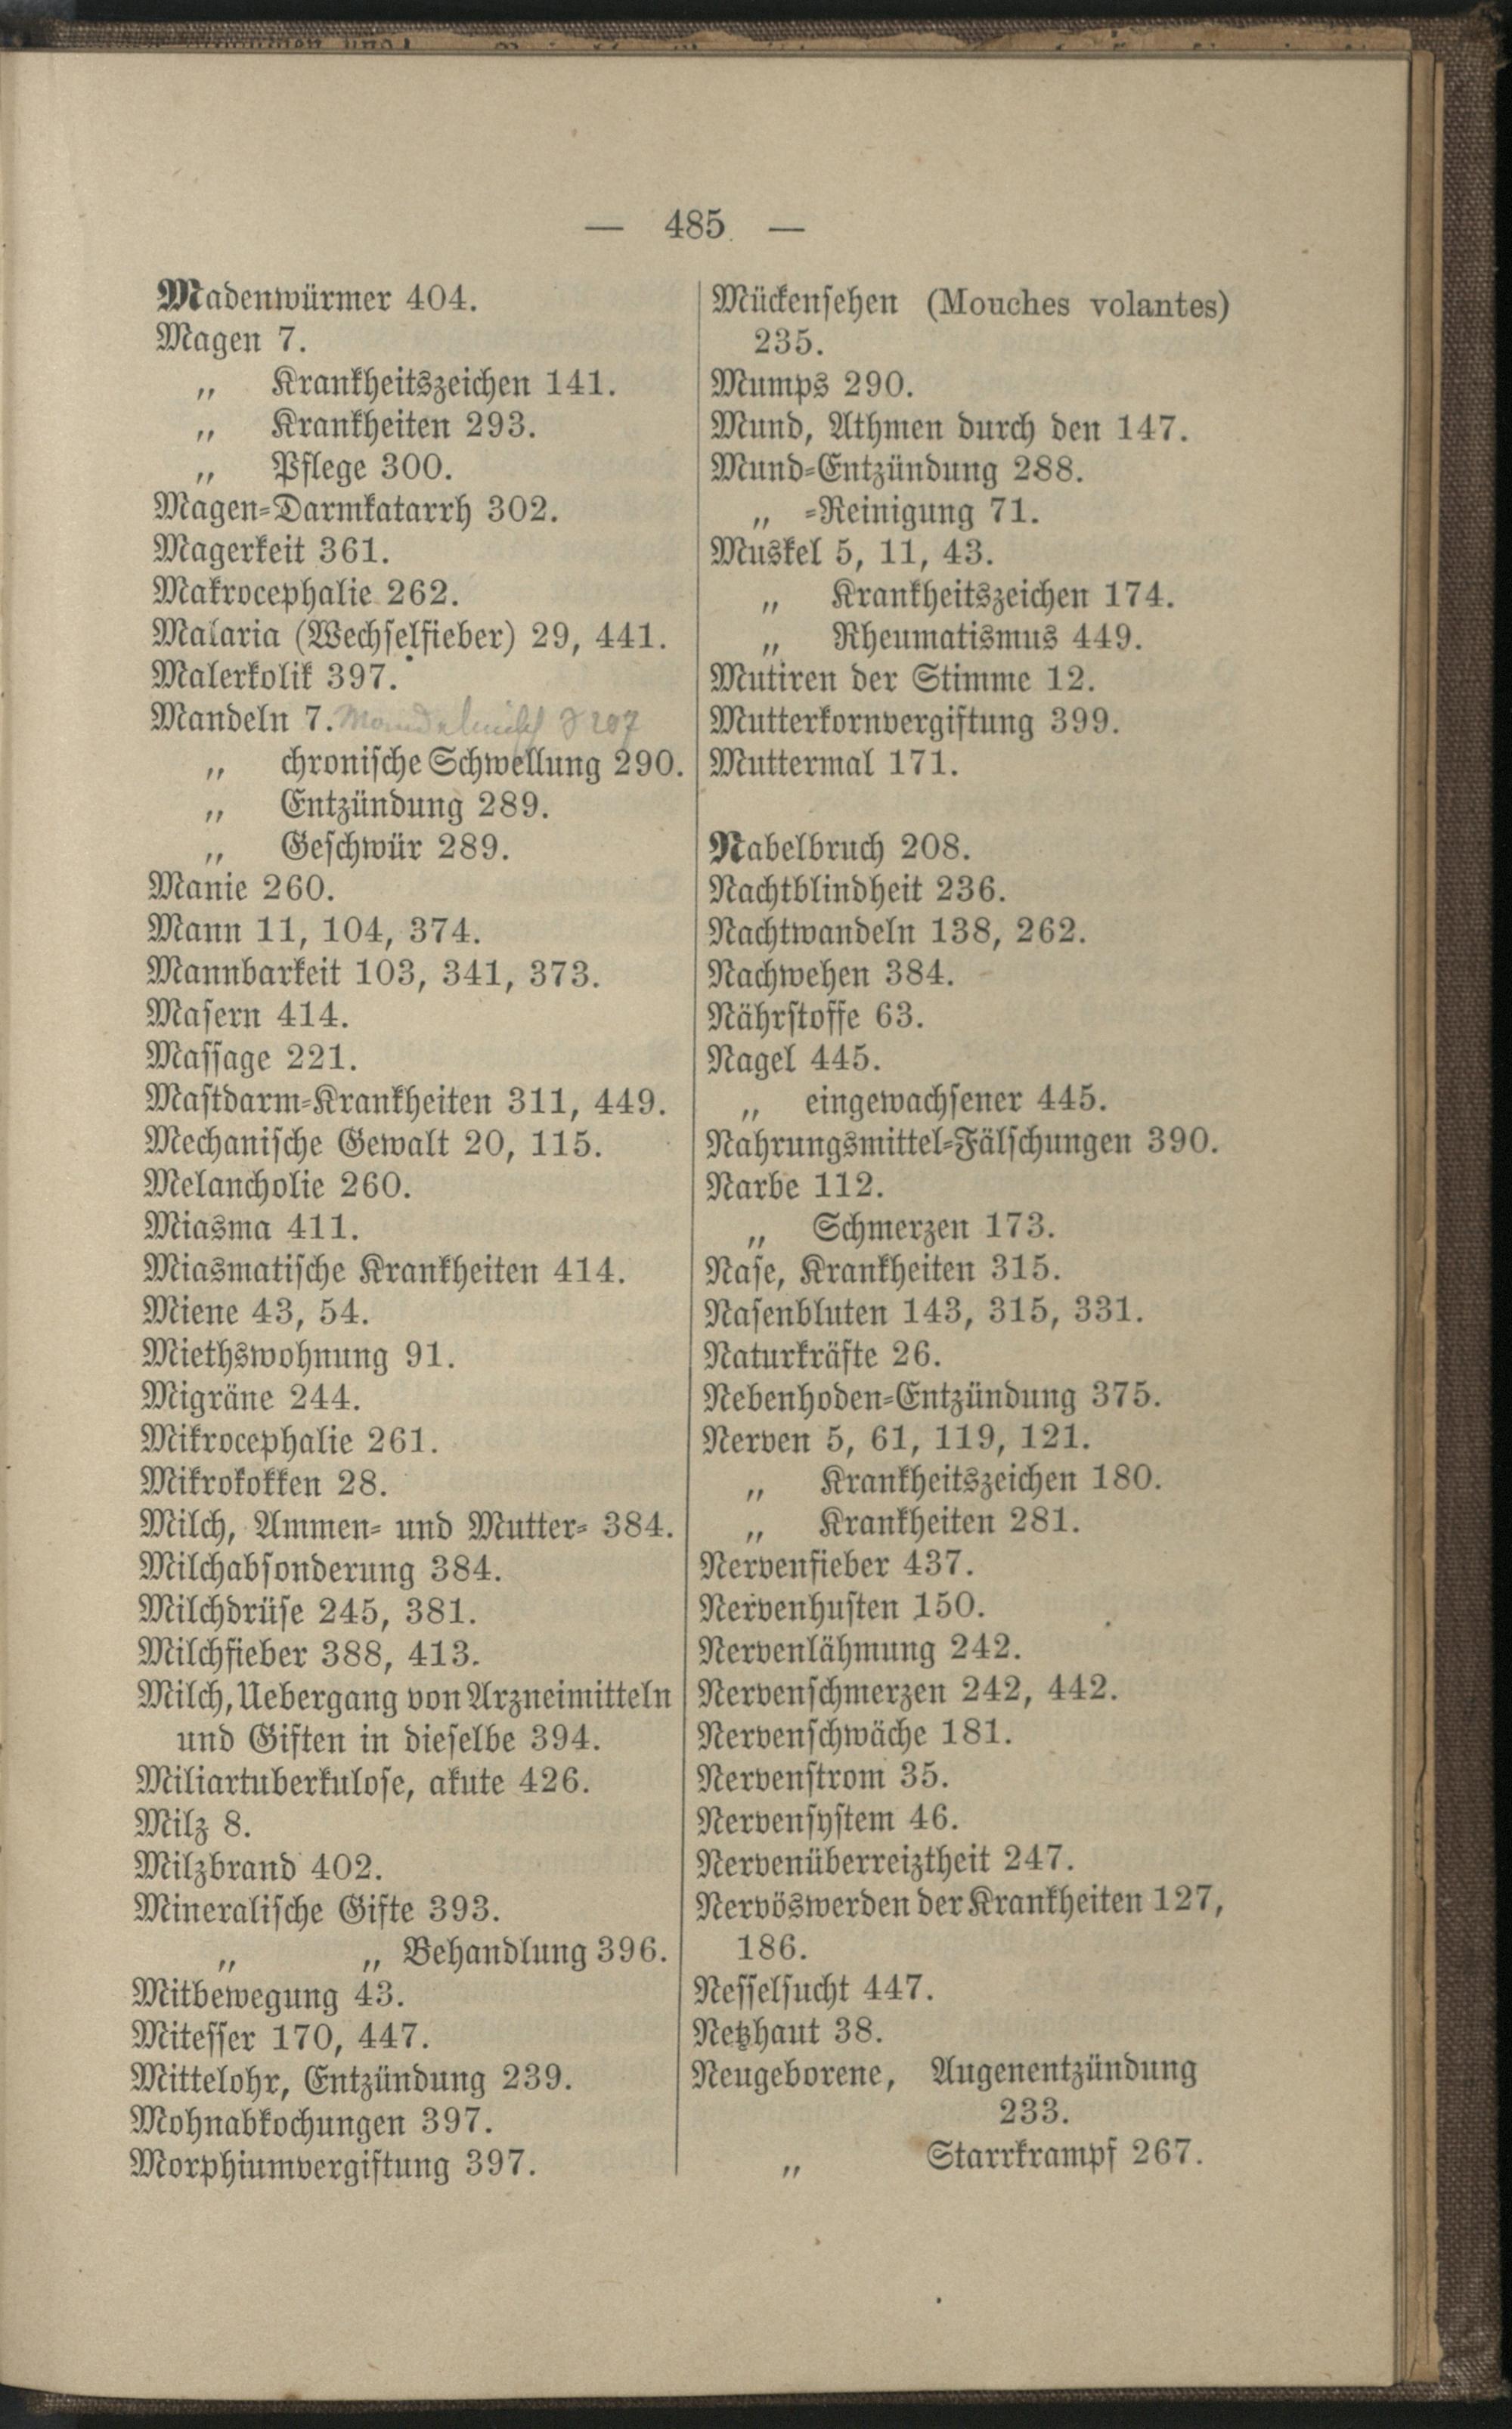 — 485 —
Madenwürmer 404.
Magen 7.
„ Krankheitszeichen 141.
„ Krankheiten 293.
„ Pflege 300.
Magen-Darmkatarrh 302.
Magerkeit 361.
Makrocephalie 262.
Malaria (Wechselfieber) 29, 441.
Malerkolik 397.
Mandeln 7.
„ chronische Schwellung 290.
„ Entzündung 289.
„ Geschwür 289.
Manie 260.
Mann 11, 104, 374.
Mannbarkeit 103, 341, 373.
Masern 414.
Massage 221.
Mastdarm-Krankheiten 311, 449.
Mechanische Gewalt 20, 115.
Melancholie 260.
Miasma 411.
Miasmatische Krankheiten 414.
Miene 43, 54.
Miethswohnung 91.
Migräne 244.
Mikrocephalie 261.
Mikrokokken 28.
Milch, Ammen- und Mutter- 384.
Milchabsonderung 384.
Milchdrüse 245, 381.
Milchfieber 388, 413.
Milch, Uebergang von Arzneimitteln
und Giften in dieselbe 394.
Miliartuberkulose, akute 426.
Milz 8.
Milzbrand 402.
Mineralische Gifte 393.
„ „ Behandlung 396.
Mitbewegung 43.
Mitesser 170, 447.
Mittelohr, Entzündung 239.
Mohnabkochungen 397.
Morphiumvergiftung 397.
Mückensehen (Mouches volantes)
235.
Mumps 290.
Mund, Athmen durch den 147.
Mund-Entzündung 288.
„ -Reinigung 71.
Muskel 5, 11, 43.
„ Krankheitszeichen 174.
„ Rheumatismus 449.
Mutiren der Stimme 12.
Mutterkornvergiftung 399.
Muttermal 171.
Nabelbruch 208.
Nachtblindheit 236.
Nachtwandeln 138, 262.
Nachwehen 384.
Nährstoffe 63.
Nagel 445.
„ eingewachsener 445.
Nahrungsmittel-Fälschungen 390.
Narbe 112.
„ Schmerzen 173.
Nase, Krankheiten 315.
Nasenbluten 143, 315, 331.
Naturkräfte 26.
Nebenhoden-Entzündung 375.
Nerven 5, 61, 119, 121.
„ Krankheitszeichen 180.
„ Krankheiten 281.
Nervenfieber 437.
Nervenhusten 150.
Nervenlähmung 242.
Nervenschmerzen 242, 442.
Nervenschwäche 181.
Nervenstrom 35.
Nervensystem 46.
Nervenüberreiztheit 247.
Nervöswerden der Krankheiten 127,
186.
Nesselsucht 447.
Netzhaut 38.
Neugeborene, Augenentzündung
233.
„ Starrkrampf 267.